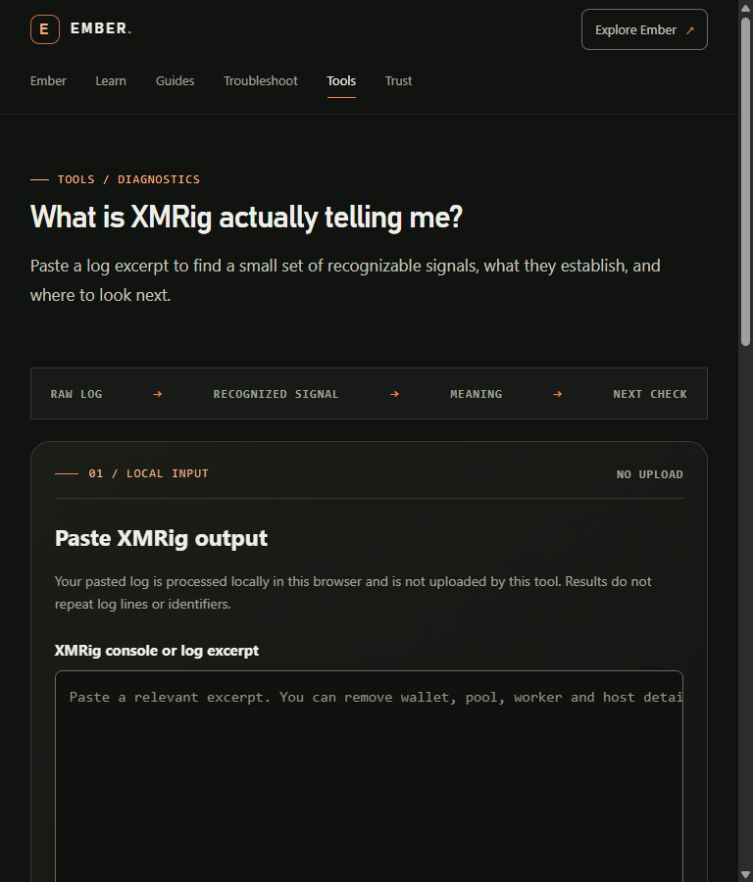 E EMBER.
Explore Ember ↗
Ember Learn Guides Troubleshoot Tools Trust
TOOLS / DIAGNOSTICS
What is XMRig actually telling me?
Paste a log excerpt to find a small set of recognizable signals, what they establish, and
where to look next.
RAW LOG → RECOGNIZED SIGNAL → MEANING → NEXT CHECK
01 / LOCAL INPUT
NO UPLOAD
Paste XMRig output
Your pasted log is processed locally in this browser and is not uploaded by this tool. Results do not
repeat log lines or identifiers.
XMRig console or log excerpt
Paste a relevant excerpt. You can remove wallet, pool, worker and host detai